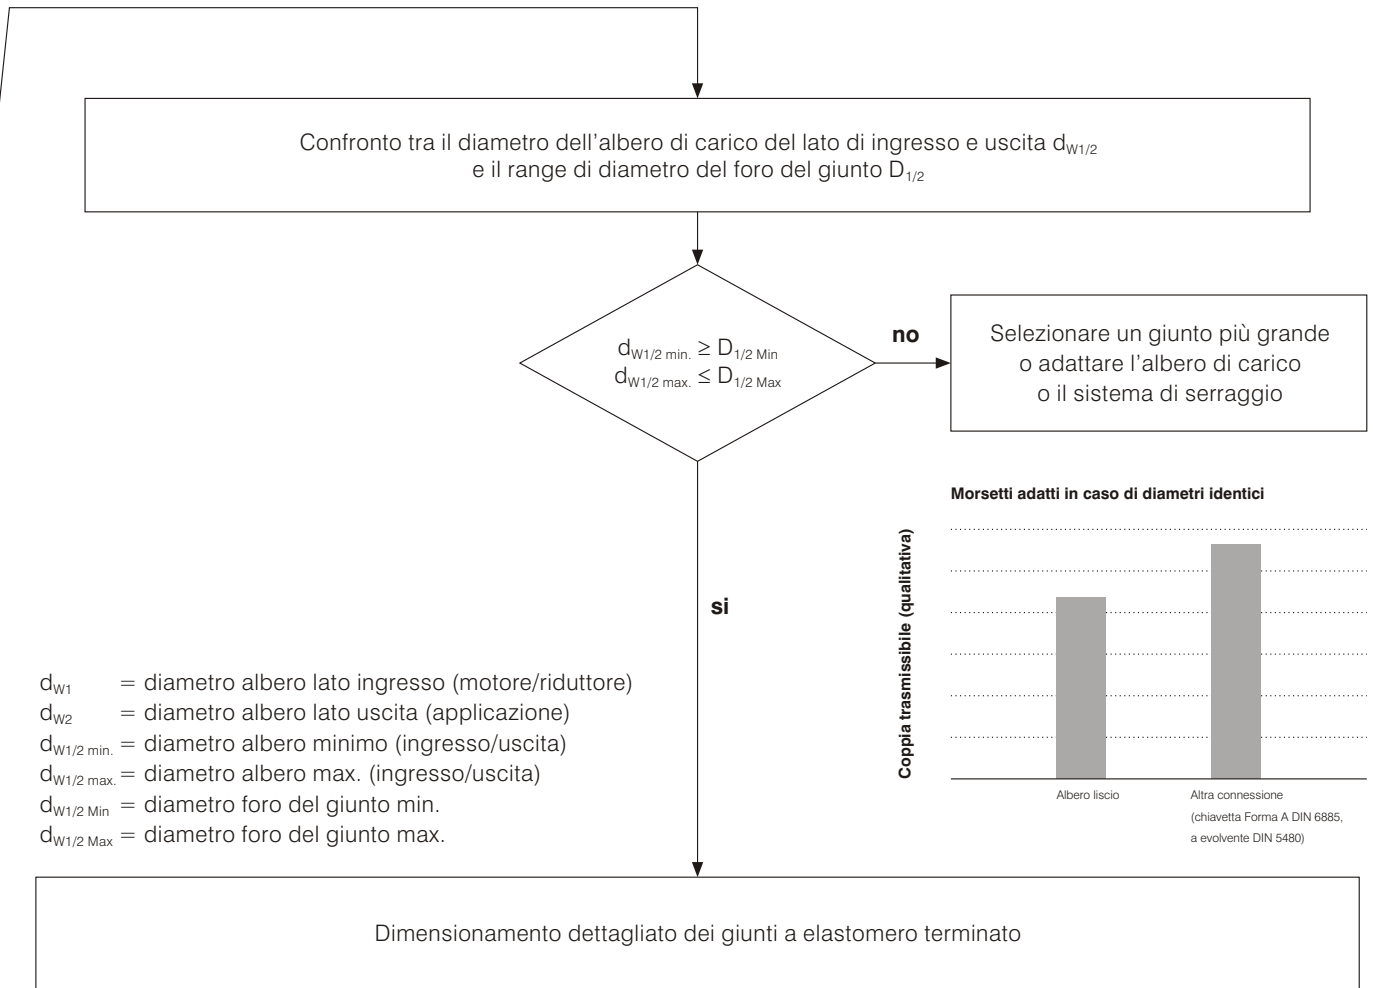 Confronto tra il diametro dell'albero di carico del lato di ingresso e uscita dW1/2
e il range di diametro del foro del giunto D1/2
dW1/2 min. ≥ D1/2 Min
dW1/2 max. ≤ D1/2 Max
no
Selezionare un giunto più grande
o adattare l'albero di carico
o il sistema di serraggio
Morsetti adatti in caso di diametri identici
Coppia trasmissibile (qualitativa)
Albero liscio
Altra connessione
(chiavetta Forma A DIN 6885,
a evolvente DIN 5480)
si
dW1 = diametro albero lato ingresso (motore/riduttore)
dW2 = diametro albero lato uscita (applicazione)
dW1/2 min. = diametro albero minimo (ingresso/uscita)
dW1/2 max. = diametro albero max. (ingresso/uscita)
dW1/2 Min = diametro foro del giunto min.
dW1/2 Max = diametro foro del giunto max.
Dimensionamento dettagliato dei giunti a elastomero terminato